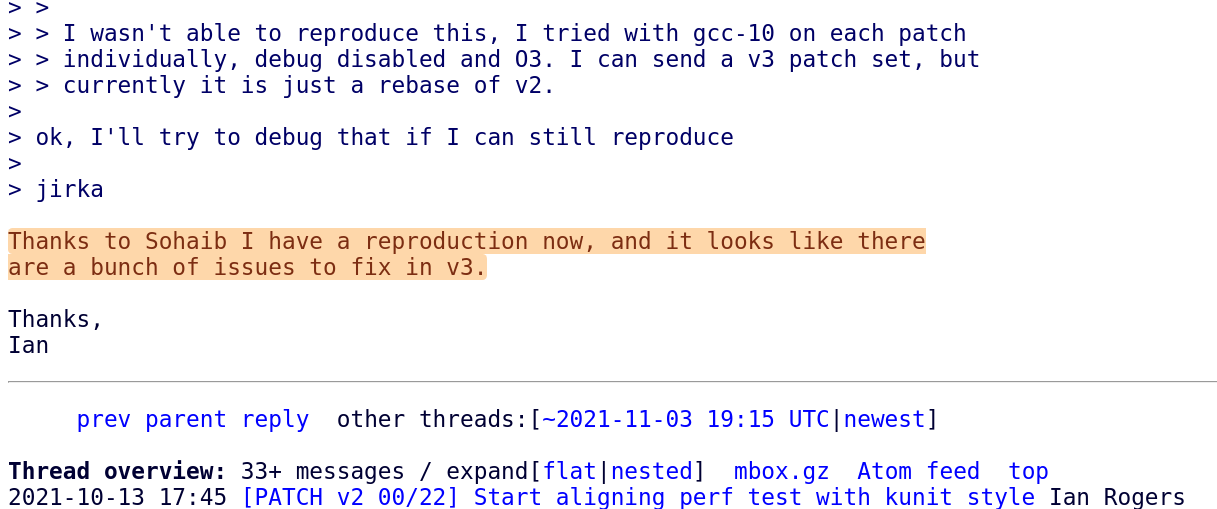 > >
> > I wasn't able to reproduce this, I tried with gcc-10 on each patch
> > individually, debug disabled and O3. I can send a v3 patch set, but
> > currently it is just a rebase of v2.
>
> ok, I'll try to debug that if I can still reproduce
>
> jirka
Thanks to Sohaib I have a reproduction now, and it looks like there
are a bunch of issues to fix in v3.
Thanks,
Ian
prev parent reply  other threads:[~2021-11-03 19:15 UTC|newest]
Thread overview: 33+ messages / expand[flat|nested]  mbox.gz  Atom feed  top
2021-10-13 17:45 [PATCH v2 00/22] Start aligning perf test with kunit style Ian Rogers